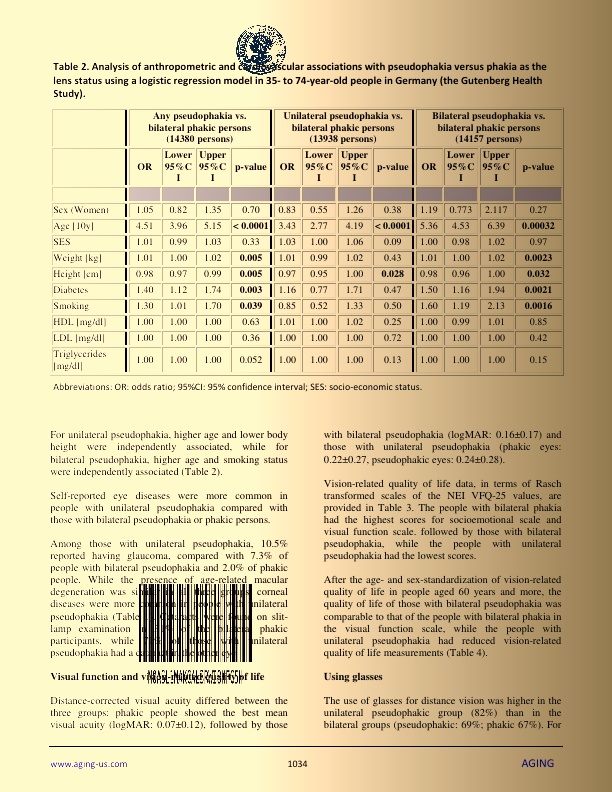 Table 2. Analysis of anthropometric and cardiovascular associations with pseudophakia versus phakia as the
lens status using a logistic regression model in 35- to 74-year-old people in Germany (the Gutenberg Health
Study).
Any pseudophakia vs. bilateral phakic persons (14380 persons) Unilateral pseudophakia vs. bilateral phakic persons (13938 persons) Bilateral pseudophakia vs. bilateral phakic persons (14157 persons)
OR Lower 95%CI Upper 95%CI p-value OR Lower 95%CI Upper 95%CI p-value OR Lower 95%CI Upper 95%CI p-value
Sex (Women) 1.05 0.82 1.35 0.70 0.83 0.55 1.26 0.38 1.19 0.773 2.117 0.27
Age [10y] 4.51 3.96 5.15 < 0.0001 3.43 2.77 4.19 < 0.0001 5.36 4.53 6.39 0.00032
SES 1.01 0.99 1.03 0.33 1.03 1.00 1.06 0.09 1.00 0.98 1.02 0.97
Weight [kg] 1.01 1.00 1.02 0.005 1.01 0.99 1.02 0.43 1.01 1.00 1.02 0.0023
Height [cm] 0.98 0.97 0.99 0.005 0.97 0.95 1.00 0.028 0.98 0.96 1.00 0.032
Diabetes 1.40 1.12 1.74 0.003 1.16 0.77 1.71 0.47 1.50 1.16 1.94 0.0021
Smoking 1.30 1.01 1.70 0.039 0.85 0.52 1.33 0.50 1.60 1.19 2.13 0.0016
HDL [mg/dl] 1.00 1.00 1.00 0.63 1.01 1.00 1.02 0.25 1.00 0.99 1.01 0.85
LDL [mg/dl] 1.00 1.00 1.00 0.36 1.00 1.00 1.00 0.72 1.00 1.00 1.00 0.42
Triglycerides [mg/dl] 1.00 1.00 1.00 0.052 1.00 1.00 1.00 0.13 1.00 1.00 1.00 0.15
Abbreviations: OR: odds ratio; 95%CI: 95% confidence interval; SES: socio-economic status.
For unilateral pseudophakia, higher age and lower body
height were independently associated, while for
bilateral pseudophakia, higher age and smoking status
were independently associated (Table 2).
Self-reported eye diseases were more common in
people with unilateral pseudophakia compared with
those with bilateral pseudophakia or phakic persons.
Among those with unilateral pseudophakia, 10.5%
reported having glaucoma, compared with 7.3% of
people with bilateral pseudophakia and 2.0% of phakic
people. While the presence of age-related macular
degeneration was in groups, corneal
diseases were more common in people with unilateral
pseudophakia (Table were found on slit-
lamp examination of the bilateral phakic
participants, while of those with unilateral
pseudophakia had a cataract in the other eye.
Visual function and vision-related quality of life
Distance-corrected visual acuity differed between the
three groups: phakic people showed the best mean
visual acuity (logMAR: 0.07±0.12), followed by those
with bilateral pseudophakia (logMAR: 0.16±0.17) and
those with unilateral pseudophakia (phakic eyes:
0.22±0.27, pseudophakic eyes: 0.24±0.28).
Vision-related quality of life data, in terms of Rasch
transformed scales of the NEI VFQ-25 values, are
provided in Table 3. The people with bilateral phakia
had the highest scores for socioemotional scale and
visual function scale, followed by those with bilateral
pseudophakia, while the people with unilateral
pseudophakia had the lowest scores.
After the age- and sex-standardization of vision-related
quality of life in people aged 60 years and more, the
quality of life of those with bilateral pseudophakia was
comparable to that of the people with bilateral phakia in
the visual function scale, while the people with
unilateral pseudophakia had reduced vision-related
quality of life measurements (Table 4).
Using glasses
The use of glasses for distance vision was higher in the
unilateral pseudophakic group (82%) than in the
bilateral groups (pseudophakic: 69%; phakic 67%). For
www.aging-us.com 1034 AGING